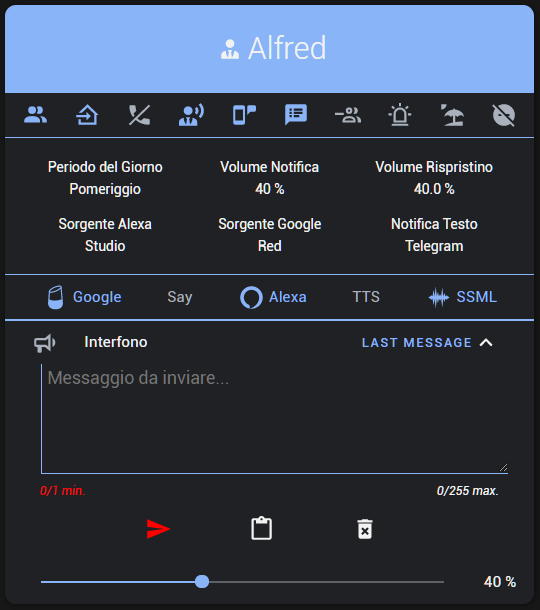 Alfred
Periodo del Giorno
Pomeriggio
Volume Notifica
40 %
Volume Rispristino
40.0 %
Sorgente Alexa
Studio
Sorgente Google
Red
Notifica Testo
Telegram
Google Say Alexa TTS SSML
Interfono LAST MESSAGE
Messaggio da inviare...
0/1 min. 0/255 max.
40 %